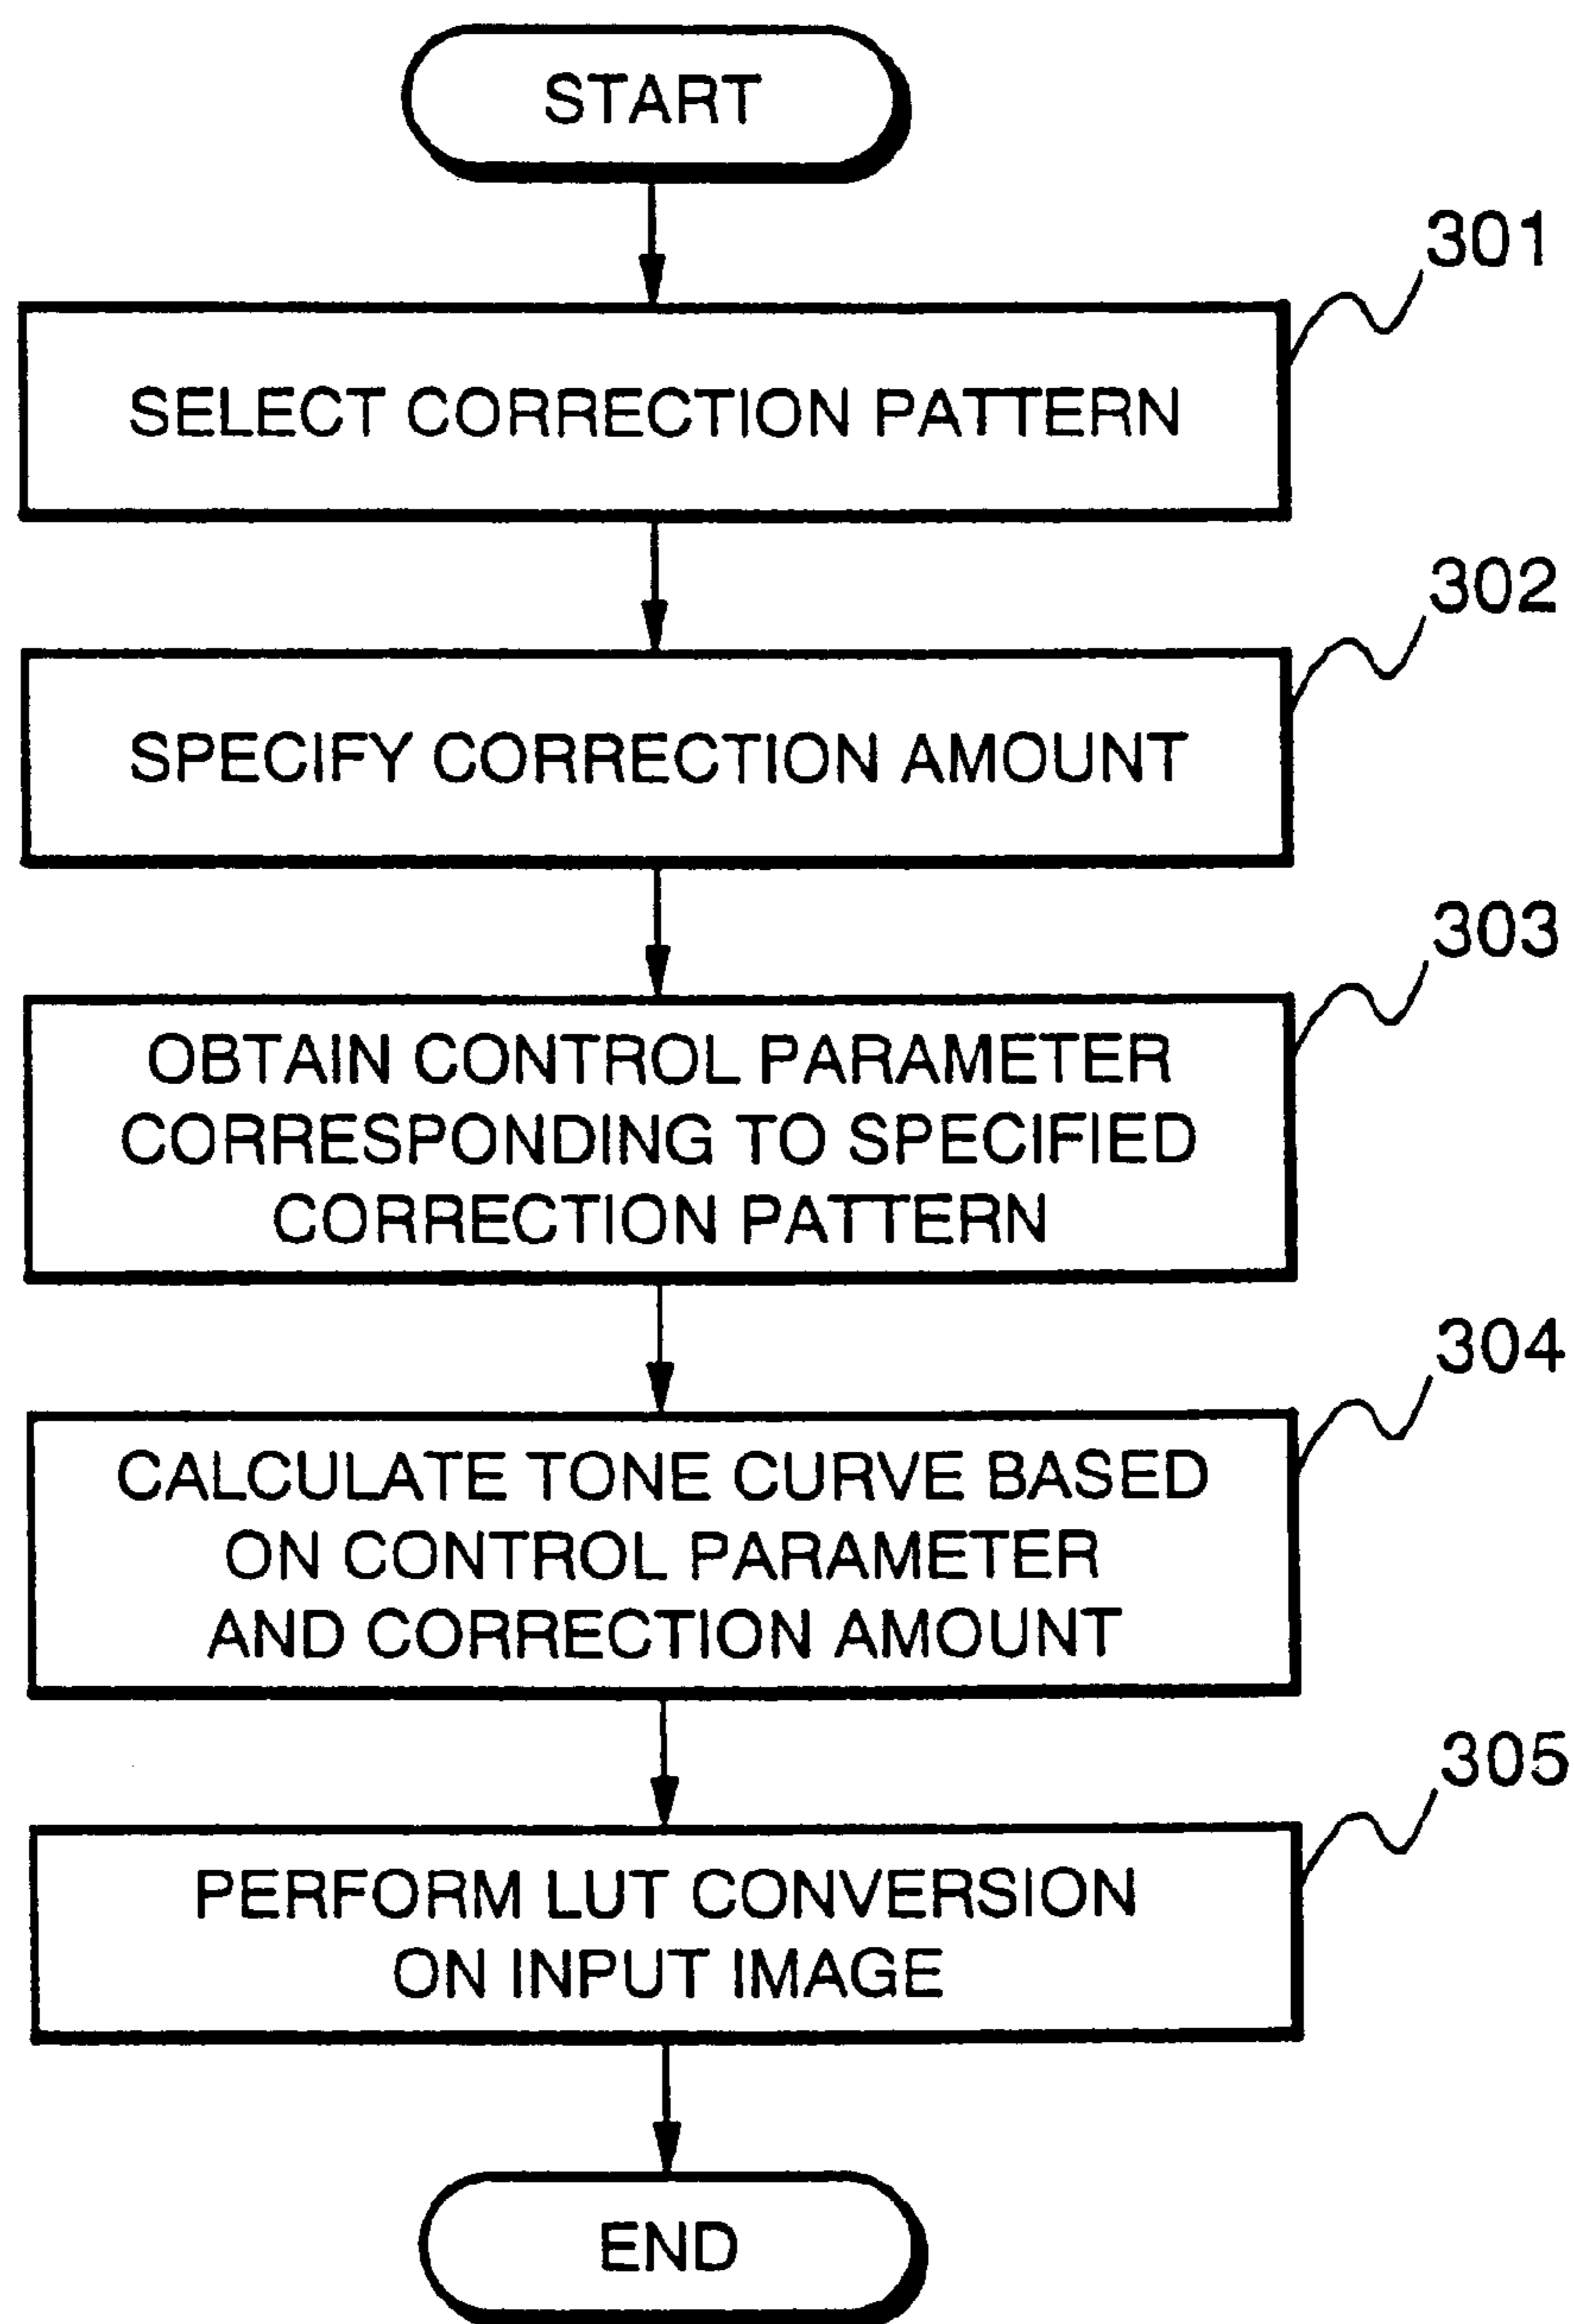 START
301
SELECT CORRECTION PATTERN
302
SPECIFY CORRECTION AMOUNT
303
OBTAIN CONTROL PARAMETER
CORRESPONDING TO SPECIFIED
CORRECTION PATTERN
304
CALCULATE TONE CURVE BASED
ON CONTROL PARAMETER
AND CORRECTION AMOUNT
305
PERFORM LUT CONVERSION
ON INPUT IMAGE
END